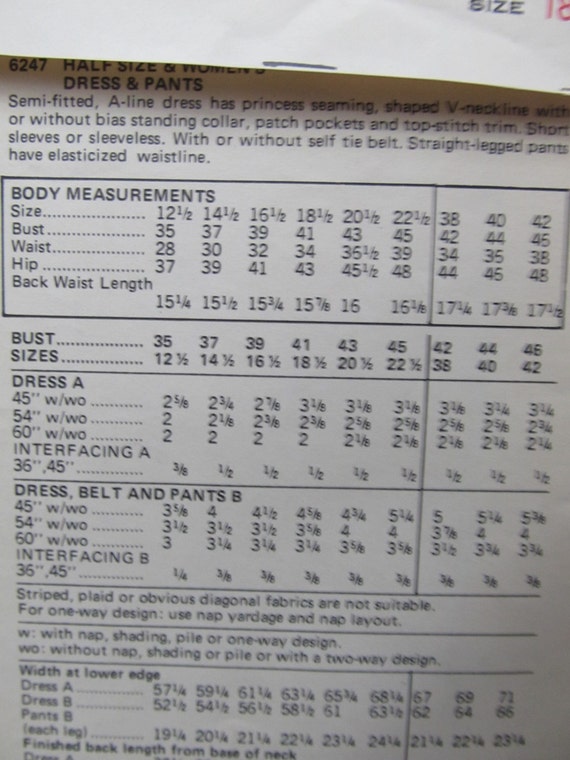 SIZE 18
6247 HALF SIZE & WOMEN'S
DRESS & PANTS
Semi-fitted, A-line dress has princess seaming, shaped V-neckline with
or without bias standing collar, patch pockets and top-stitch trim. Short
sleeves or sleeveless. With or without self tie belt. Straight-legged pants
have elasticized waistline.
BODY MEASUREMENTS
Size..................... 12½ 14½ 16½ 18½ 20½ 22½ 38 40 42
Bust..................... 35 37 39 41 43 45 42 44 46
Waist.................... 28 30 32 34 36½ 39 34 36 38
Hip ..................... 37 39 41 43 45½ 48 44 46 48
Back Waist Length
15¼ 15½ 15¾ 15⅞ 16 16⅛ 17¼ 17⅜ 17½
BUST.................. 35 37 39 41 43 45 42 44 46
SIZES................. 12 ½ 14 ½ 16 ½ 18 ½ 20 ½ 22 ½ 38 40 42
DRESS A
45" w/wo ........... 2⅝ 2¾ 2⅞ 3⅛ 3⅛ 3⅛ 3⅛ 3¼ 3¼
54" w/wo ........... 2 2⅛ 2⅜ 2⅜ 2⅝ 2⅝ 2⅝ 2⅝ 2¾
60" w/wo ........... 2 2 2 2 2⅛ 2⅛ 2⅛ 2⅛ 2¼
INTERFACING A
36",45" .............. ⅜ ½ ½ ½ ½ ½ ½ ½ ½
DRESS, BELT AND PANTS B
45" w/wo ........... 3⅝ 4 4½ 4⅝ 4¾ 5¼ 5 5¼ 5⅜
54" w/wo ........... 3½ 3½ 3½ 3⅝ 4 4 3⅞ 4 4
60" w/wo ........... 3 3¼ 3¼ 3¼ 3⅝ 3⅝ 3½ 3¾ 3¾
INTERFACING B
36",45" .............. ¼ ⅜ ⅜ ⅜ ⅜ ⅜ ⅜ ⅜ ⅜
Striped, plaid or obvious diagonal fabrics are not suitable.
For one-way design: use nap yardage and nap layout.
w: with nap, shading, pile or one-way design.
wo: without nap, shading or pile or with a two-way design.
Width at lower edge
Dress A ............... 57¼ 59¼ 61¼ 63¼ 65¾ 68¼ 67 69 71
Dress B ............... 52½ 54½ 56½ 58½ 61 63½ 62 64 66
Pants B
(each leg) ............ 19¼ 20¼ 21¼ 22¼ 23¼ 24¼ 21¼ 22¼ 23¼
Finished back length from base of neck
Dress A